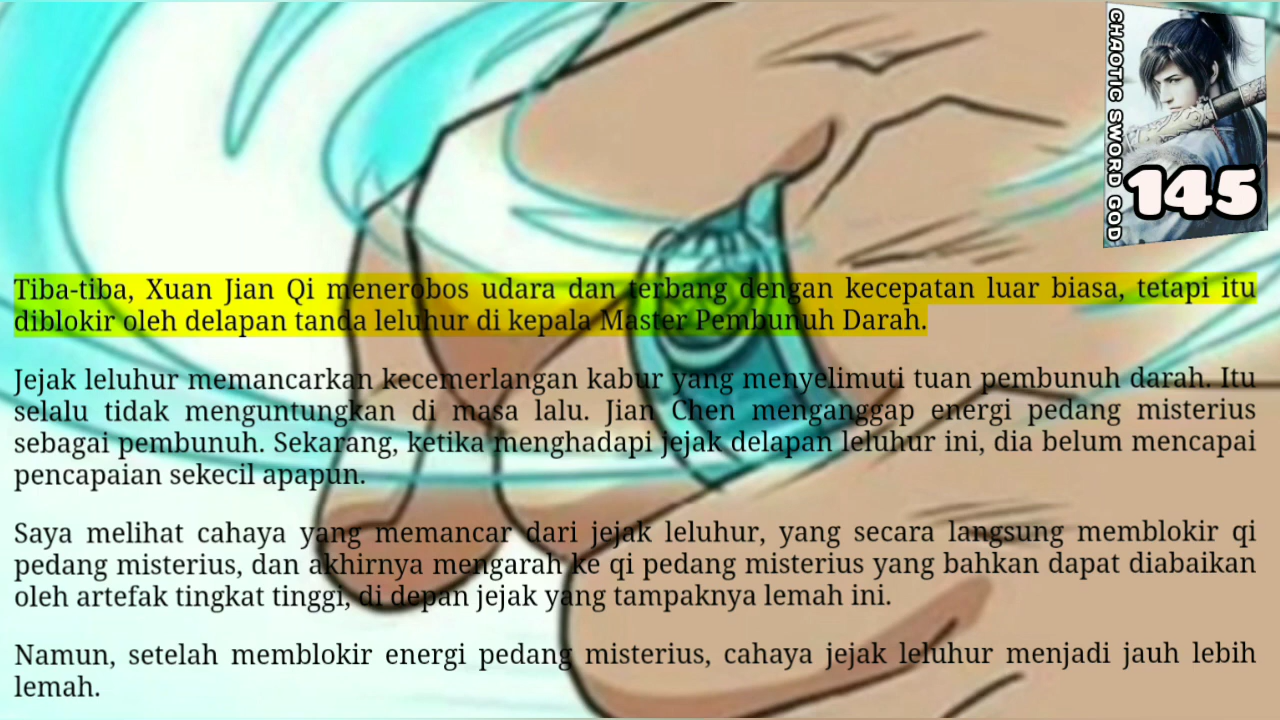 CHAOTIC SWORD GOD
145
Tiba-tiba, Xuan Jian Qi menerobos udara dan terbang dengan kecepatan luar biasa, tetapi itu
diblokir oleh delapan tanda leluhur di kepala Master Pembunuh Darah.
Jejak leluhur memancarkan kecemerlangan kabur yang menyelimuti tuan pembunuh darah. Itu
selalu tidak menguntungkan di masa lalu. Jian Chen menganggap energi pedang misterius
sebagai pembunuh. Sekarang, ketika menghadapi jejak delapan leluhur ini, dia belum mencapai
pencapaian sekecil apapun.
Saya melihat cahaya yang memancar dari jejak leluhur, yang secara langsung memblokir qi
pedang misterius, dan akhirnya mengarah ke qi pedang misterius yang bahkan dapat diabaikan
oleh artefak tingkat tinggi, di depan jejak yang tampaknya lemah ini.
Namun, setelah memblokir energi pedang misterius, cahaya jejak leluhur menjadi jauh lebih
lemah.